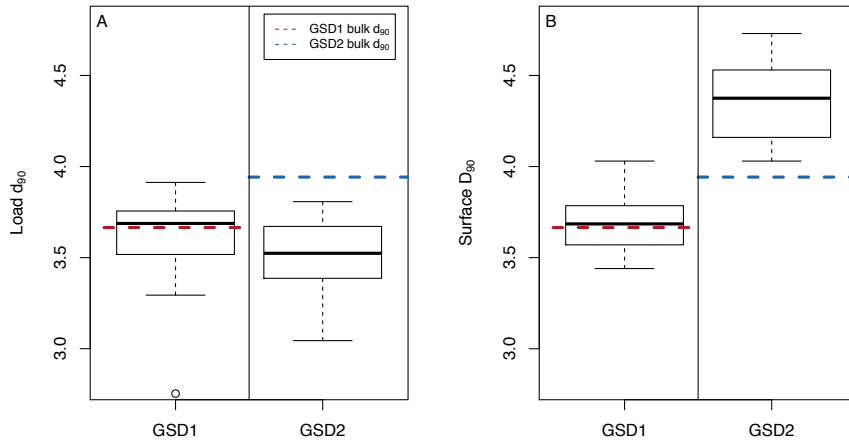 A
GSD1 bulk d90
GSD2 bulk d90
Load d90
4.5
4.0
3.5
3.0
GSD1 GSD2
B
Surface D90
4.5
4.0
3.5
3.0
GSD1 GSD2